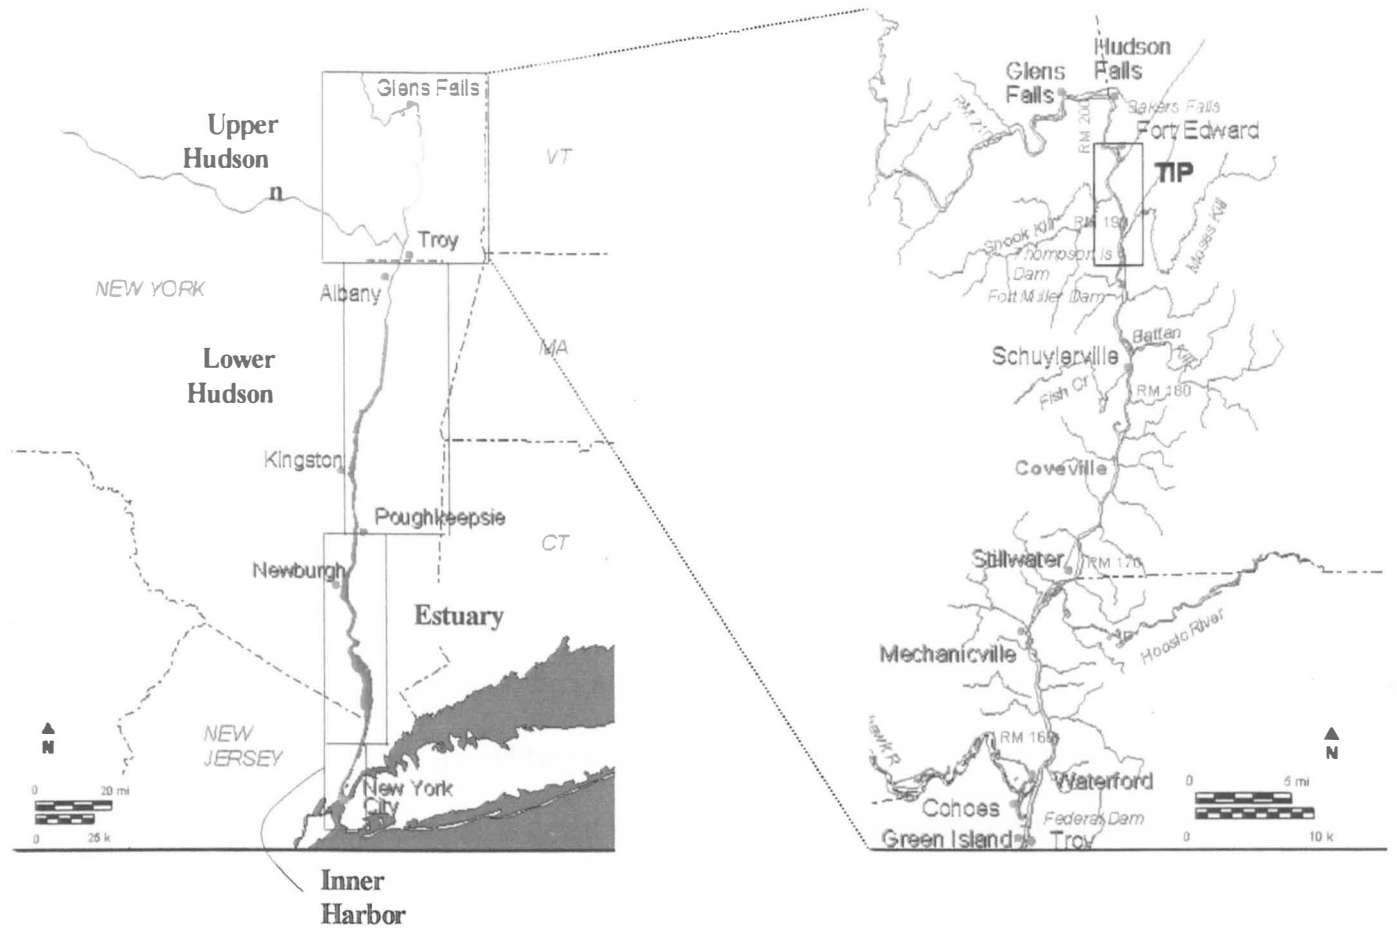 Glens Falls
Upper
Hudson
n
VT
Troy
NEW YORK
Albany
Lower
Hudson
MA
Kingston
Poughkeepsie
CT
Newburgh
Estuary
NEW
JERSEY
N
New York
City
0 20 mi
0 25 k
Inner
Harbor
Hudson
Falls
Glens
Falls
RM 200
Bakers Falls
Fort Edward
TIP
RM 190
Snook Kill
Moses Kill
Thompson Is
Dam
Fort Miller Dam
Battan
Kill
Schuylerville
Fish Cr
RM 180
Coveville
Stillwater
RM 170
Hoosic River
Mechanicville
RM 160
N
Waterford
0 5 mi
Cohoes
Federal Dam
Green Island
Troy
0 10 k